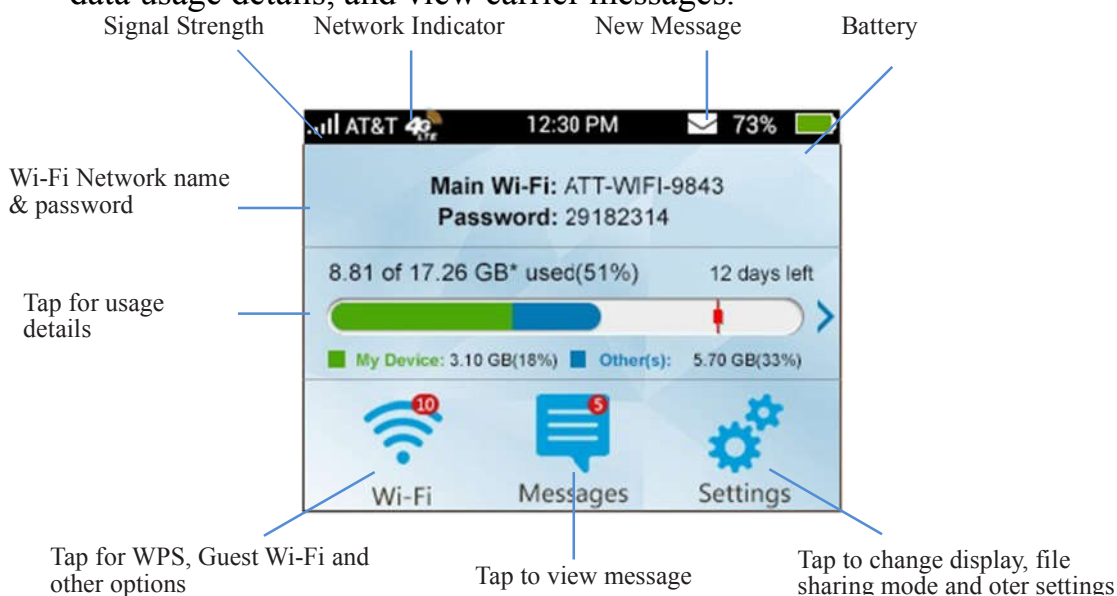 data usage details, and view carrier messages.
Signal Strength Network Indicator New Message Battery
AT&T 4G LTE 12:30 PM 73%
Wi-Fi Network name
& password
Main Wi-Fi: ATT-WIFI-9843
Password: 29182314
8.81 of 17.26 GB* used(51%) 12 days left
Tap for usage
details
My Device: 3.10 GB(18%) Other(s): 5.70 GB(33%)
10 5
Wi-Fi Messages Settings
Tap for WPS, Guest Wi-Fi and
other options
Tap to view message
Tap to change display, file
sharing mode and oter settings